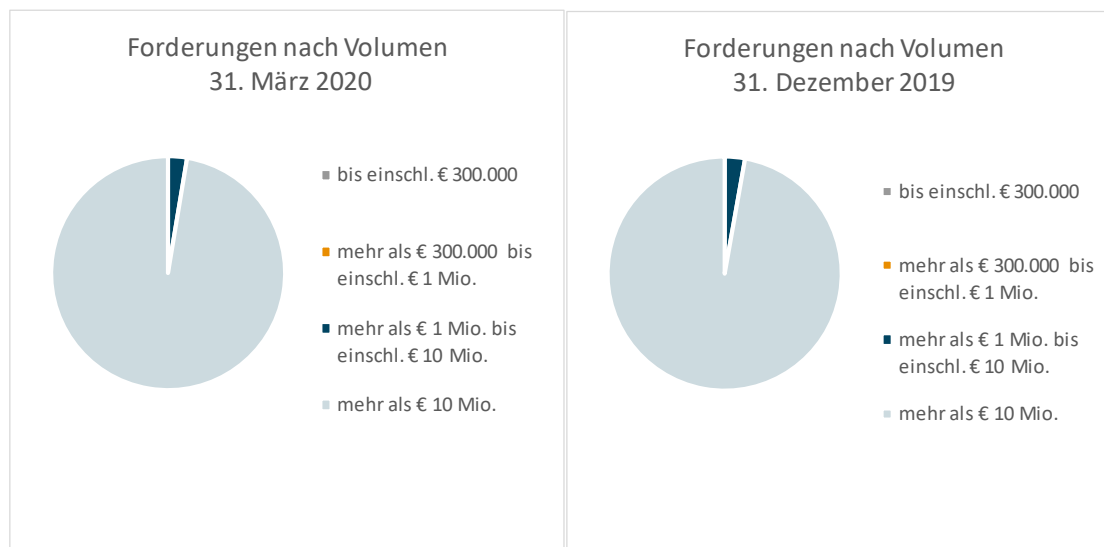 Forderungen nach Volumen
31. März 2020
bis einschl. € 300.000
mehr als € 300.000 bis
einschl. € 1 Mio.
mehr als € 1 Mio. bis
einschl. € 10 Mio.
mehr als € 10 Mio.
Forderungen nach Volumen
31. Dezember 2019
bis einschl. € 300.000
mehr als € 300.000 bis
einschl. € 1 Mio.
mehr als € 1 Mio. bis
einschl. € 10 Mio.
mehr als € 10 Mio.